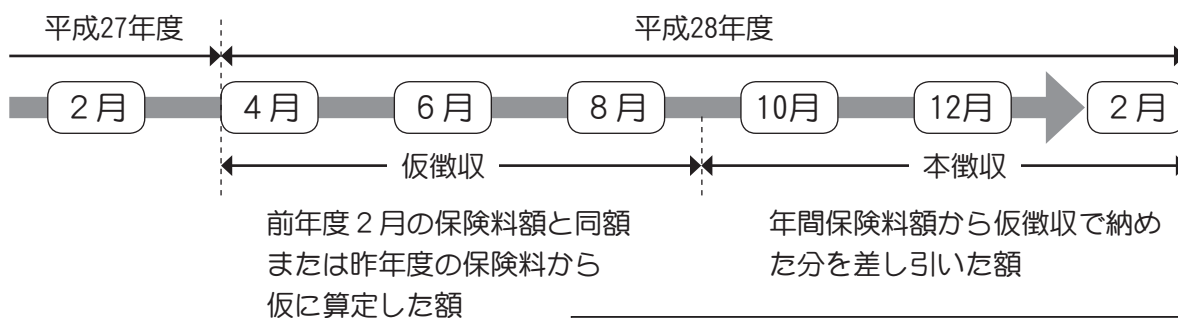 平成27年度
平成28年度
2月
4月
6月
8月
10月
12月
2月
仮徴収
本徴収
前年度2月の保険料額と同額
または昨年度の保険料から
仮に算定した額
年間保険料額から仮徴収で納め
た分を差し引いた額